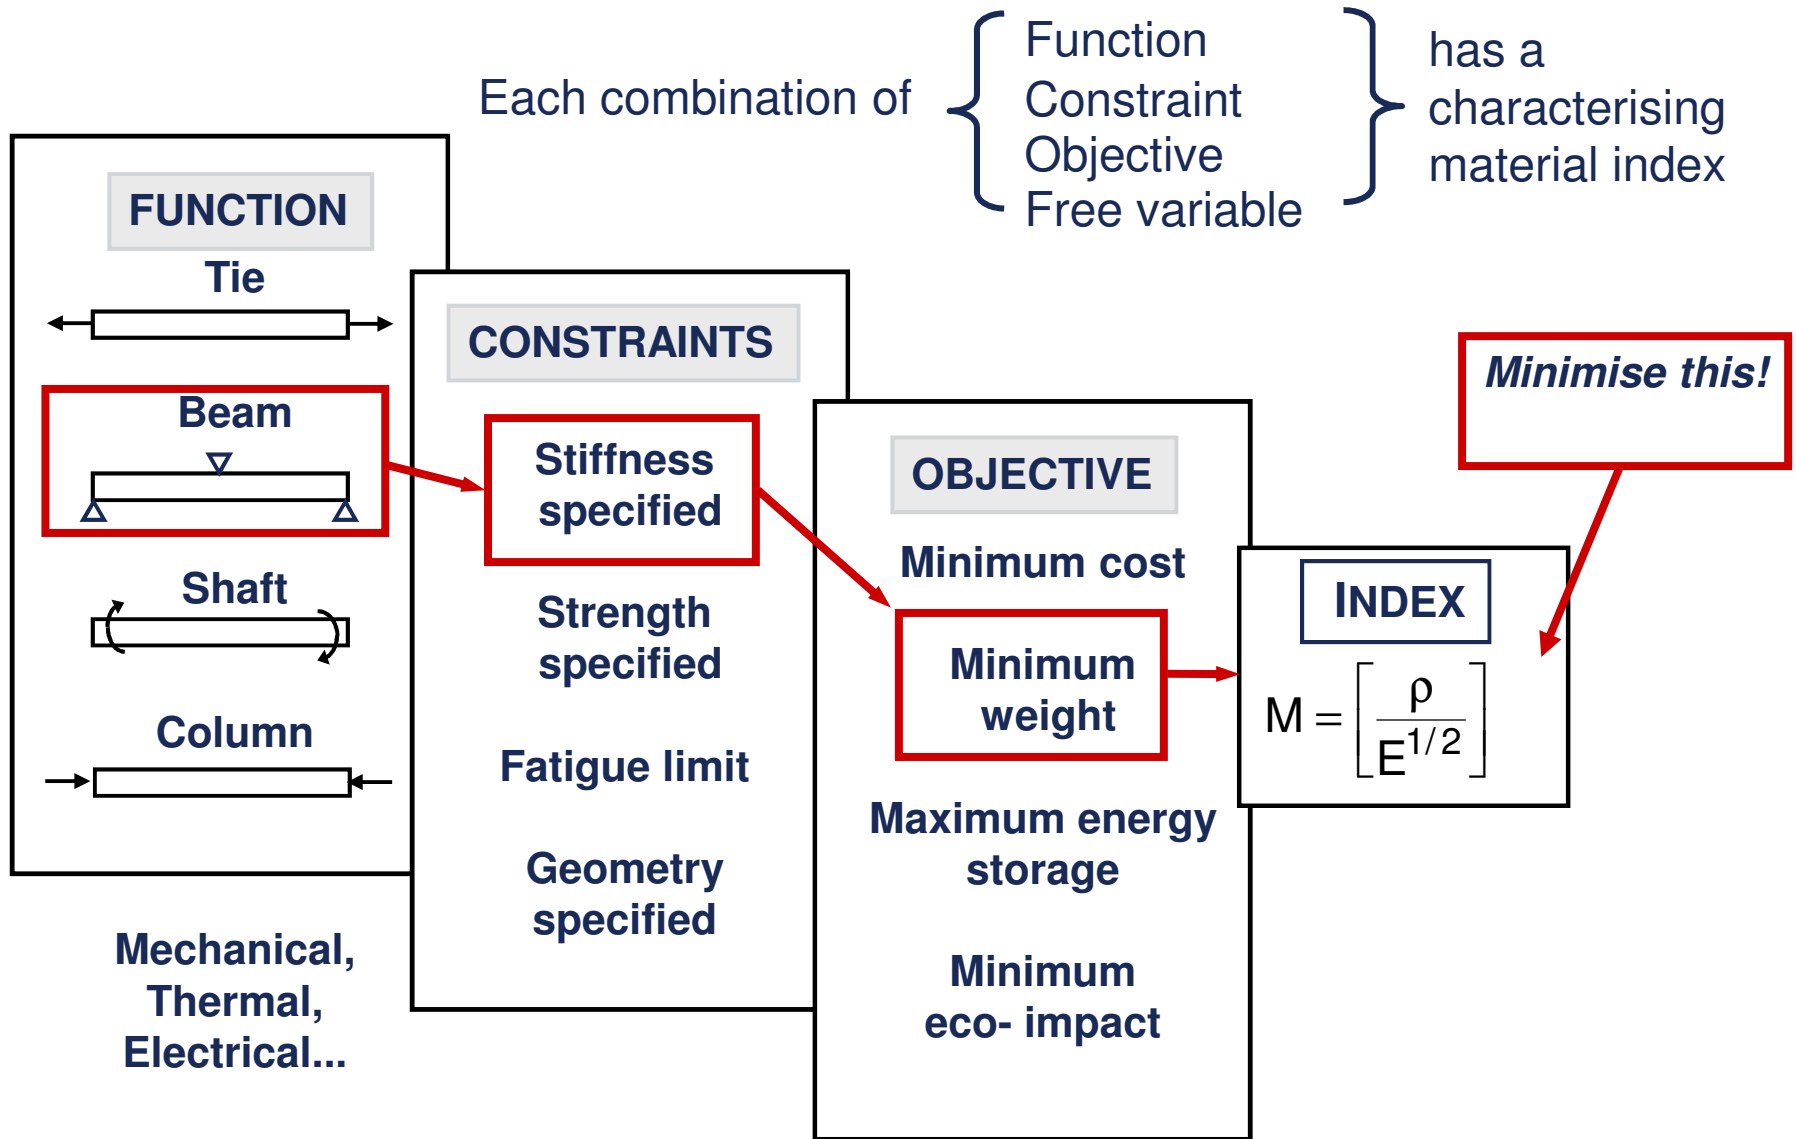 Each combination of
Function
Constraint
Objective
Free variable
has a
characterising
material index
FUNCTION
Tie
Beam
Shaft
Column
Mechanical,
Thermal,
Electrical...
CONSTRAINTS
Stiffness
specified
Strength
specified
Fatigue limit
Geometry
specified
OBJECTIVE
Minimum cost
Minimum
weight
Maximum energy
storage
Minimum
eco- impact
Minimise this!
INDEX
M = [ρ / E^1/2]